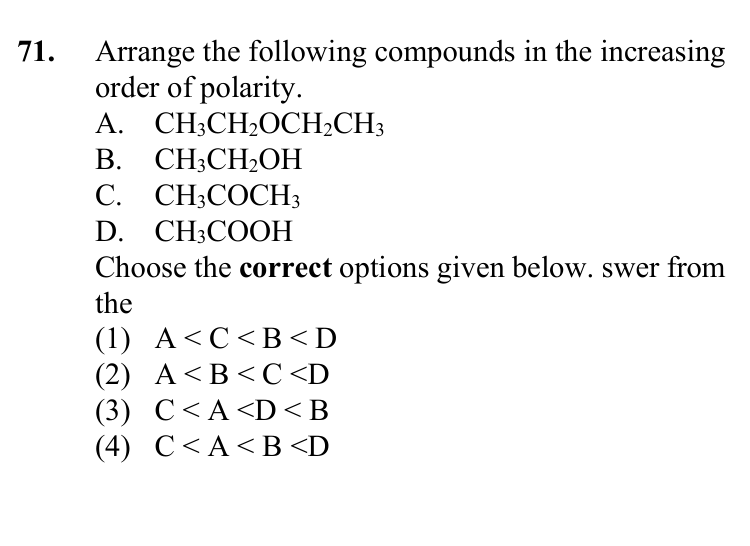 71. Arrange the following compounds in the increasing
order of polarity.
A. CH₃CH₂OCH₂CH₃
B. CH₃CH₂OH
C. CH₃COCH₃
D. CH₃COOH
Choose the correct options given below. swer from
the
(1) A < C < B < D
(2) A < B < C <D
(3) C < A <D < B
(4) C < A < B <D